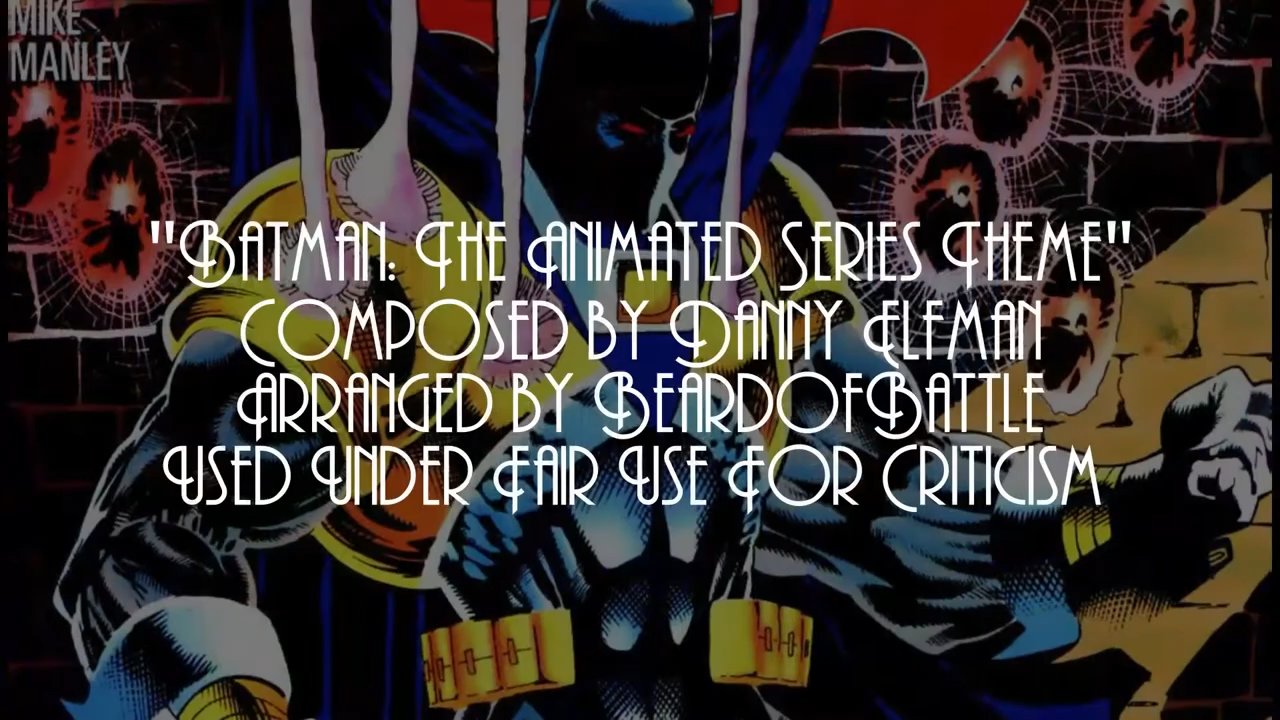 MIKE
MANLEY
"Batman: The Animated Series Theme"
Composed by Danny Elfman
Arranged by BeardofBattle
Used Under Fair Use For Criticism